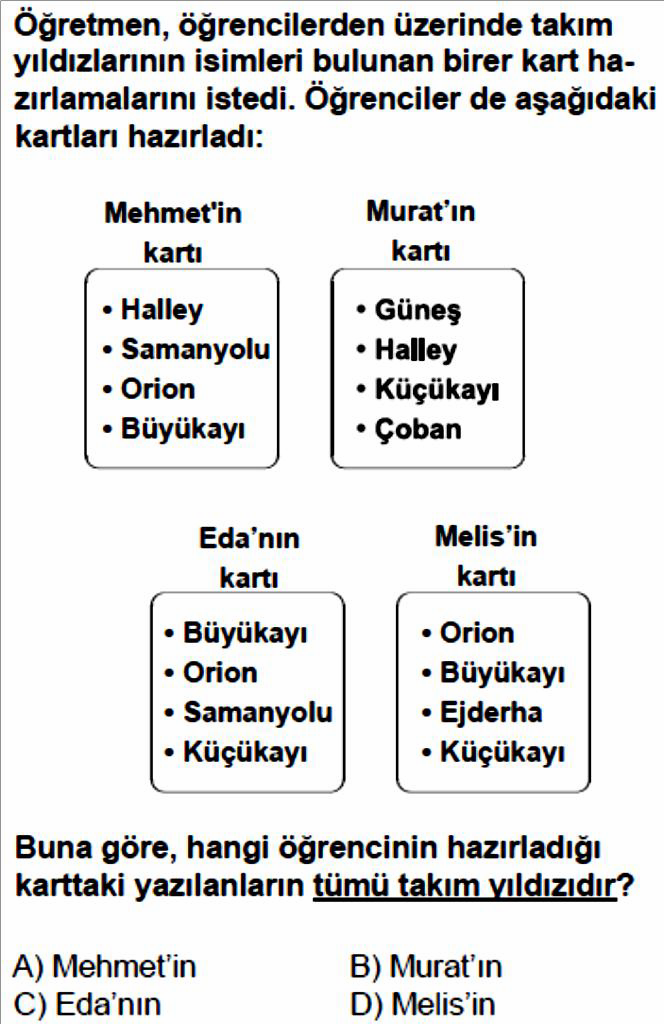 Öğretmen, öğrencilerden üzerinde takım
yıldızlarının isimleri bulunan birer kart ha-
zırlamalarını istedi. Öğrenciler de aşağıdaki
kartları hazırladı:
Mehmet'in
kartı
• Halley
• Samanyolu
• Orion
• Büyükayı
Murat'ın
kartı
• Güneş
• Halley
• Küçükayı
• Çoban
Eda'nın
kartı
• Büyükayı
• Orion
• Samanyolu
• Küçükayı
Melis'in
kartı
• Orion
• Büyükayı
• Ejderha
• Küçükayı
Buna göre, hangi öğrencinin hazırladığı
karttaki yazılanların tümü takım yıldızıdır?
A) Mehmet'in B) Murat'ın
C) Eda'nın D) Melis'in